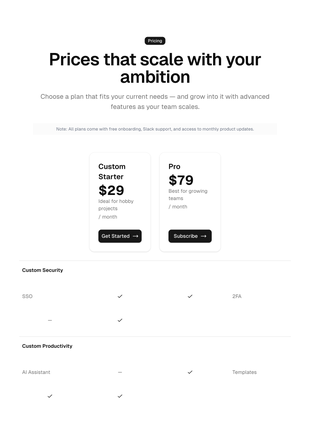 Pricing
Prices that scale with your
ambition
Choose a plan that fits your current needs — and grow into it with advanced
features as your team scales.
Note: All plans come with free onboarding, Slack support, and access to monthly product updates.
Custom
Starter
$29
Ideal for hobby
projects
/ month
Get Started →
Pro
$79
Best for growing
teams
/ month
Subscribe →
Custom Security
SSO ✓ ✓ 2FA
— ✓
Custom Productivity
AI Assistant — ✓ Templates
✓ ✓